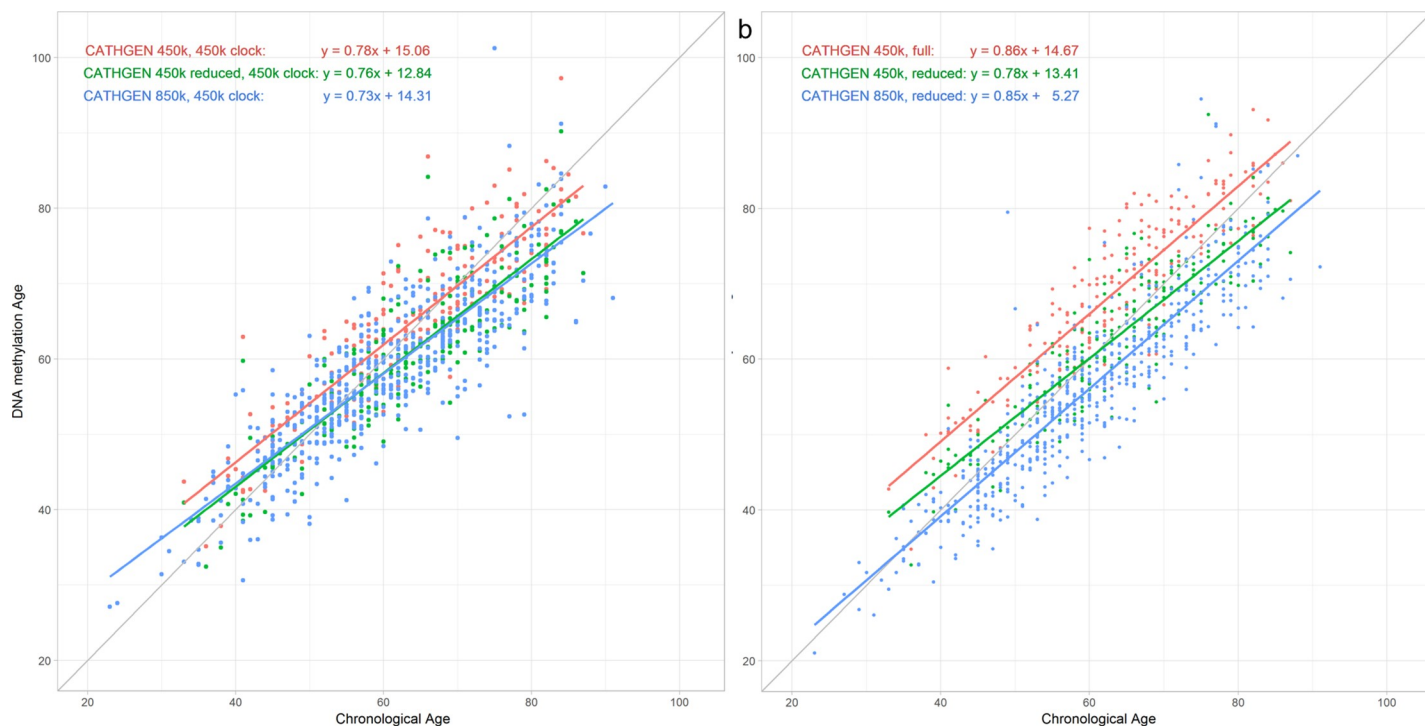 CATHGEN 450k, 450k clock: y = 0.78x + 15.06
CATHGEN 450k reduced, 450k clock: y = 0.76x + 12.84
CATHGEN 850k, 450k clock: y = 0.73x + 14.31
100
80
60
40
20
DNA methylation Age
20 40 60 80 100
Chronological Age
b
CATHGEN 450k, full: y = 0.86x + 14.67
CATHGEN 450k, reduced: y = 0.78x + 13.41
CATHGEN 850k, reduced: y = 0.85x + 5.27
100
80
60
40
20
20 40 60 80 100
Chronological Age